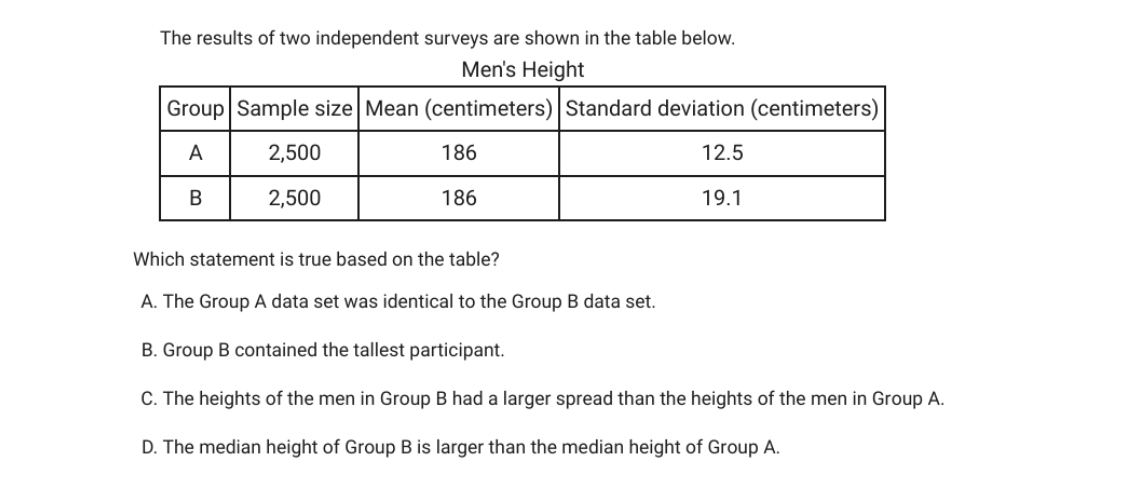 The results of two independent surveys are shown in the table below.
Men's Height
Group Sample size Mean (centimeters) Standard deviation (centimeters)
A 2,500 186 12.5
B 2,500 186 19.1
Which statement is true based on the table?
A. The Group A data set was identical to the Group B data set.
B. Group B contained the tallest participant.
C. The heights of the men in Group B had a larger spread than the heights of the men in Group A.
D. The median height of Group B is larger than the median height of Group A.